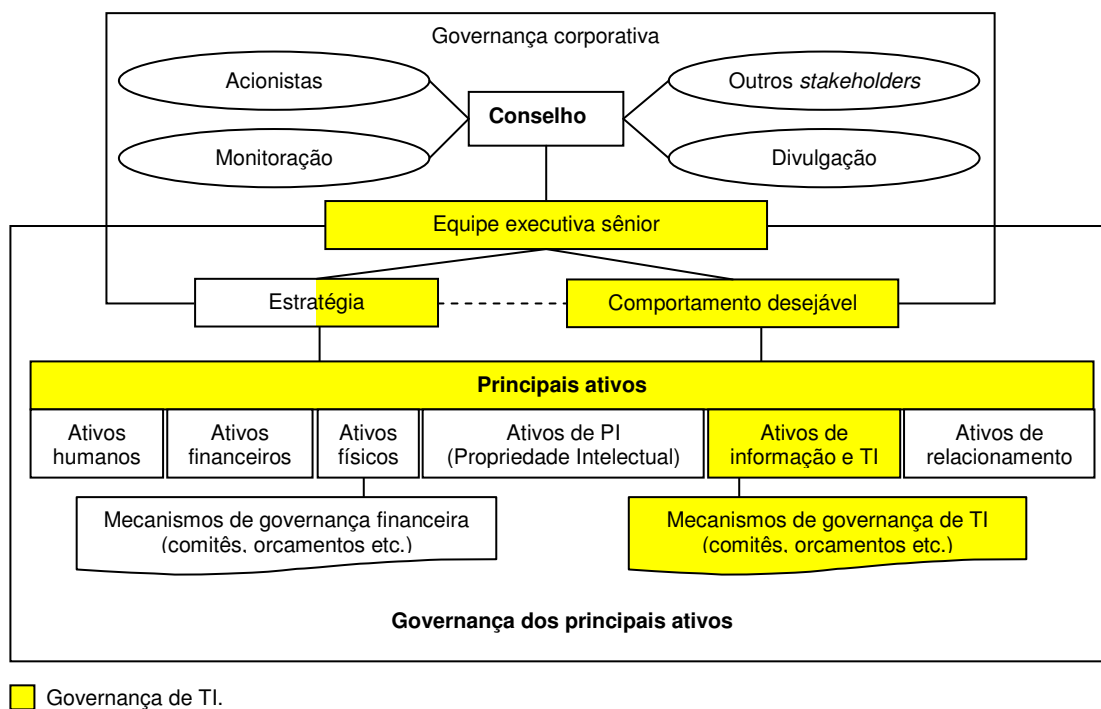 Governança corporativa
Acionistas
Outros stakeholders
Conselho
Monitoração
Divulgação
Equipe executiva sênior
Estratégia
Comportamento desejável
Principais ativos
Ativos
humanos
Ativos
financeiros
Ativos
físicos
Ativos de PI
(Propriedade Intelectual)
Ativos de
informação e TI
Ativos de
relacionamento
Mecanismos de governança financeira
(comitês, orçamentos etc.)
Mecanismos de governança de TI
(comitês, orçamentos etc.)
Governança dos principais ativos
Governança de TI.